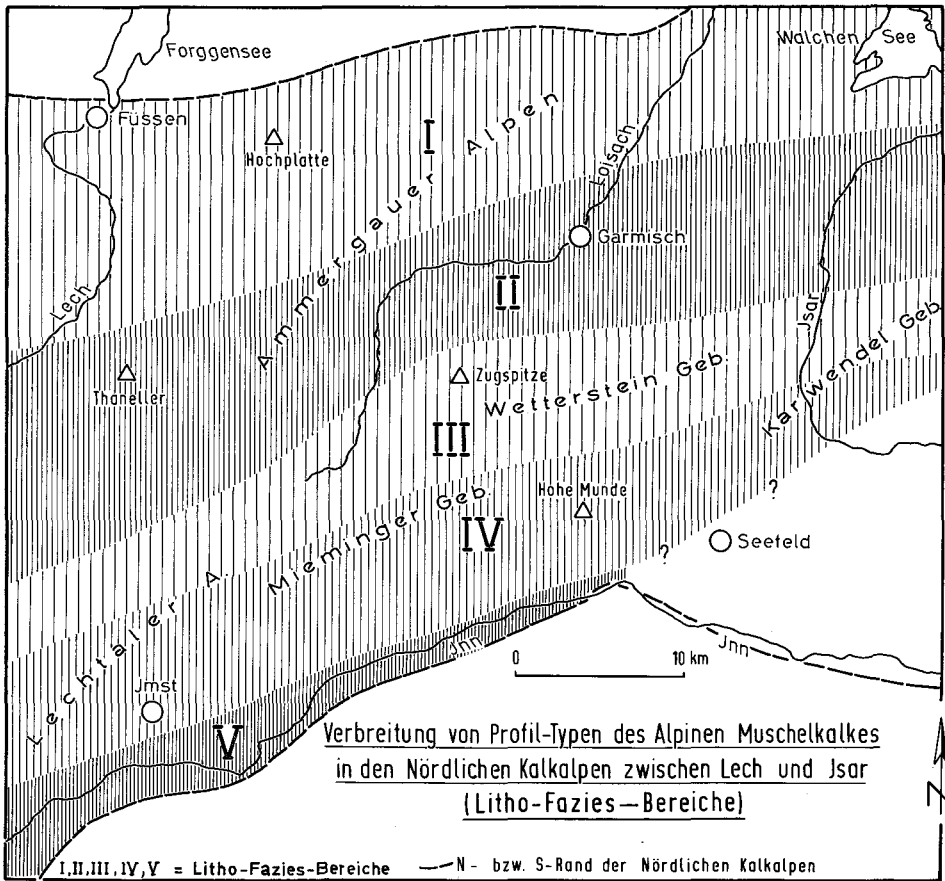 Forggensee
Walchen See
Füssen
Hochplatte
I
Ammergauer Alpen
Loisach
Garmisch
Lech
II
Jsar
Thaneller
Zugspitze
Wetterstein Geb.
Karwendel Geb.
III
Hohe Munde
Mieminger Geb.
IV
?
?
Seefeld
Lechtaler A.
Jnn
Jnn
0 10 km
Jmst
V
Verbreitung von Profil-Typen des Alpinen Muschelkalkes
in den Nördlichen Kalkalpen zwischen Lech und Jsar
(Litho-Fazies-Bereiche)
N
I,II,III,IV,V = Litho-Fazies-Bereiche N- bzw. S-Rand der Nördlichen Kalkalpen